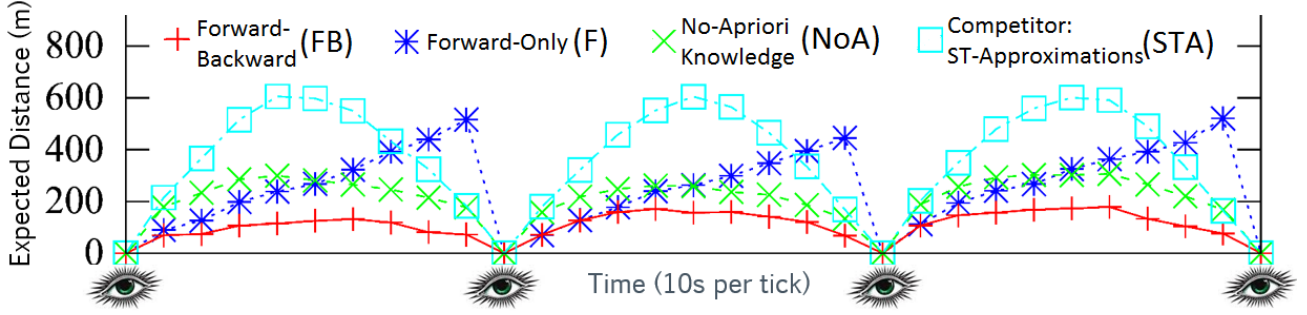 Expected Distance (m)
800
600
400
200
0
Forward-
Backward (FB)
Forward-Only (F)
No-Apriori
Knowledge (NoA)
Competitor:
ST-Approximations (STA)
Time (10s per tick)